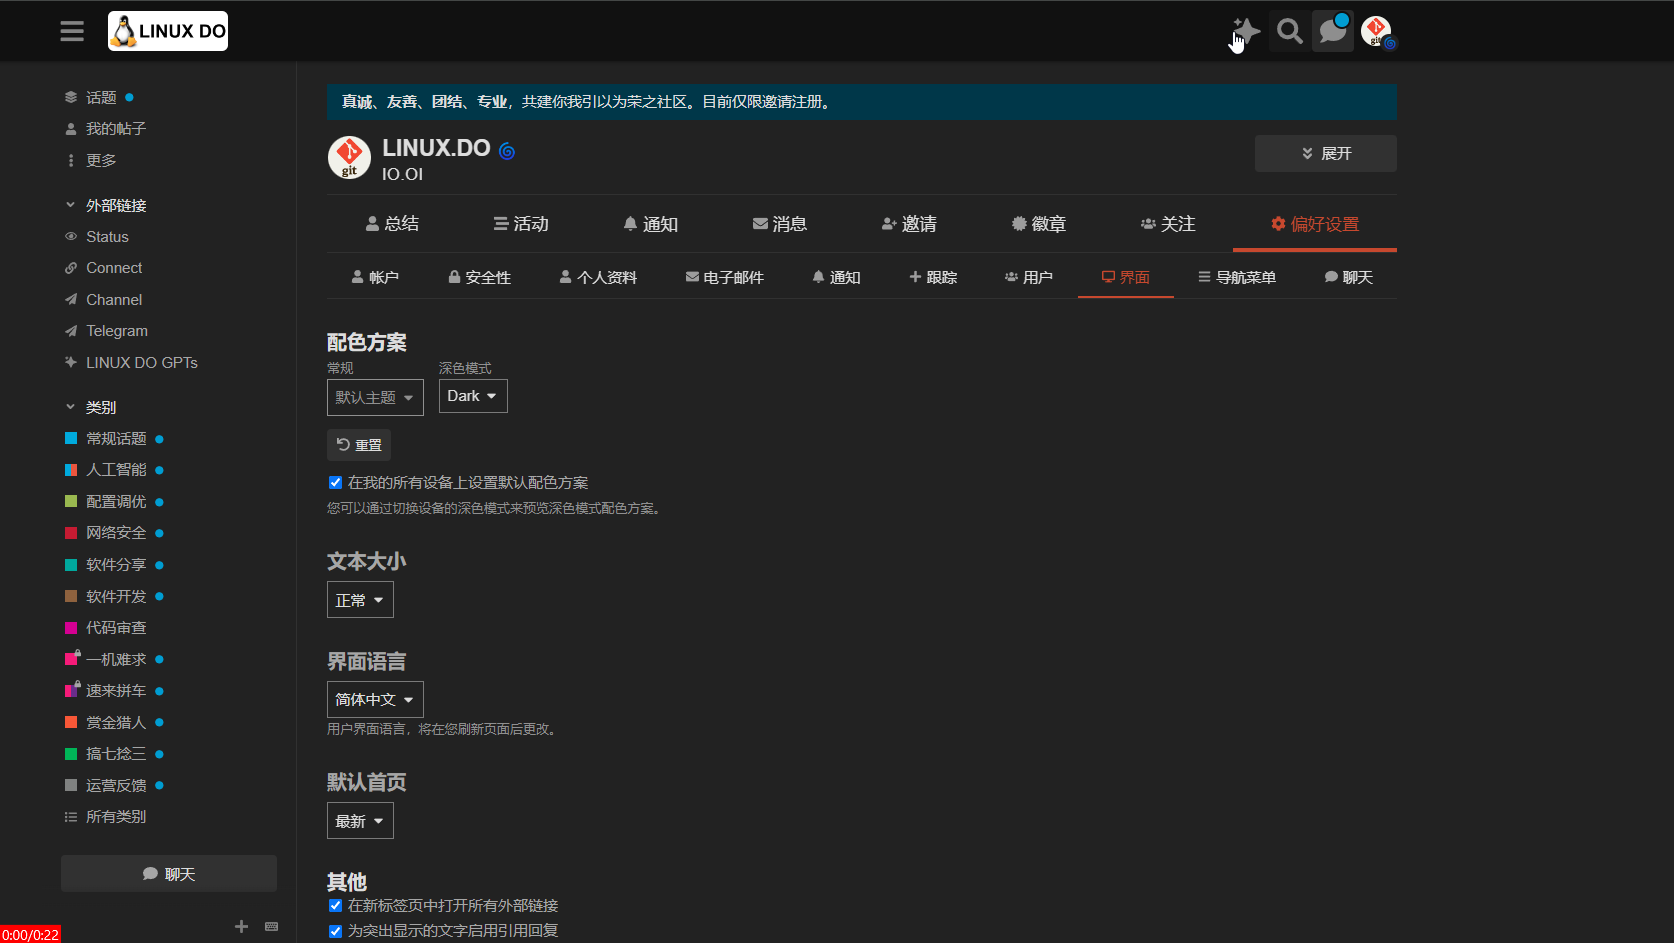 LINUX DO
git
话题
我的帖子
更多
外部链接
Status
Connect
Channel
Telegram
LINUX DO GPTs
类别
常规话题
人工智能
配置调优
网络安全
软件分享
软件开发
代码审查
一机难求
速来拼车
赏金猎人
搞七捻三
运营反馈
所有类别
聊天
0:00/0:22
真诚、友善、团结、专业，共建你我引以为荣之社区。目前仅限邀请注册。
git
LINUX.DO
IO.OI
展开
总结 活动 通知 消息 邀请 徽章 关注 偏好设置
帐户 安全性 个人资料 电子邮件 通知 跟踪 用户 界面 导航菜单 聊天
配色方案
常规 深色模式
默认主题 Dark
重置
在我的所有设备上设置默认配色方案
您可以通过切换设备的深色模式来预览深色模式配色方案。
文本大小
正常
界面语言
简体中文
用户界面语言，将在您刷新页面后更改。
默认首页
最新
其他
在新标签页中打开所有外部链接
为突出显示的文字启用引用回复